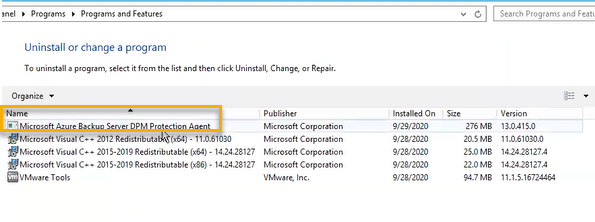 anel › Programs › Programs and Features
Search Programs and Features
Uninstall or change a program
To uninstall a program, select it from the list and then click Uninstall, Change, or Repair.
Organize
Name Publisher Installed On Size Version
Microsoft Azure Backup Server DPM Protection Agent Microsoft Corporation 9/29/2020 276 MB 13.0.415.0
Microsoft Visual C++ 2012 Redistributable (x64) - 11.0.61030 Microsoft Corporation 9/28/2020 20.5 MB 11.0.61030.0
Microsoft Visual C++ 2015-2019 Redistributable (x64) - 14.24.28127 Microsoft Corporation 9/28/2020 25.0 MB 14.24.28127.4
Microsoft Visual C++ 2015-2019 Redistributable (x86) - 14.24.28127 Microsoft Corporation 9/28/2020 22.0 MB 14.24.28127.4
VMware Tools VMware, Inc. 9/28/2020 94.7 MB 11.1.5.16724464